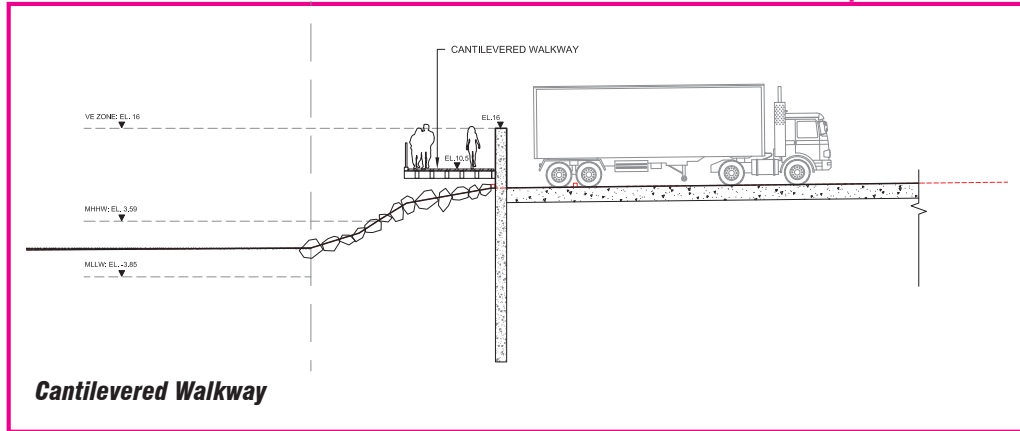 CANTILEVERED WALKWAY
VE ZONE: EL. 16
EL.16
EL.10.5
MHHW: EL. 3.59
MLLW: EL. -3.85
Cantilevered Walkway